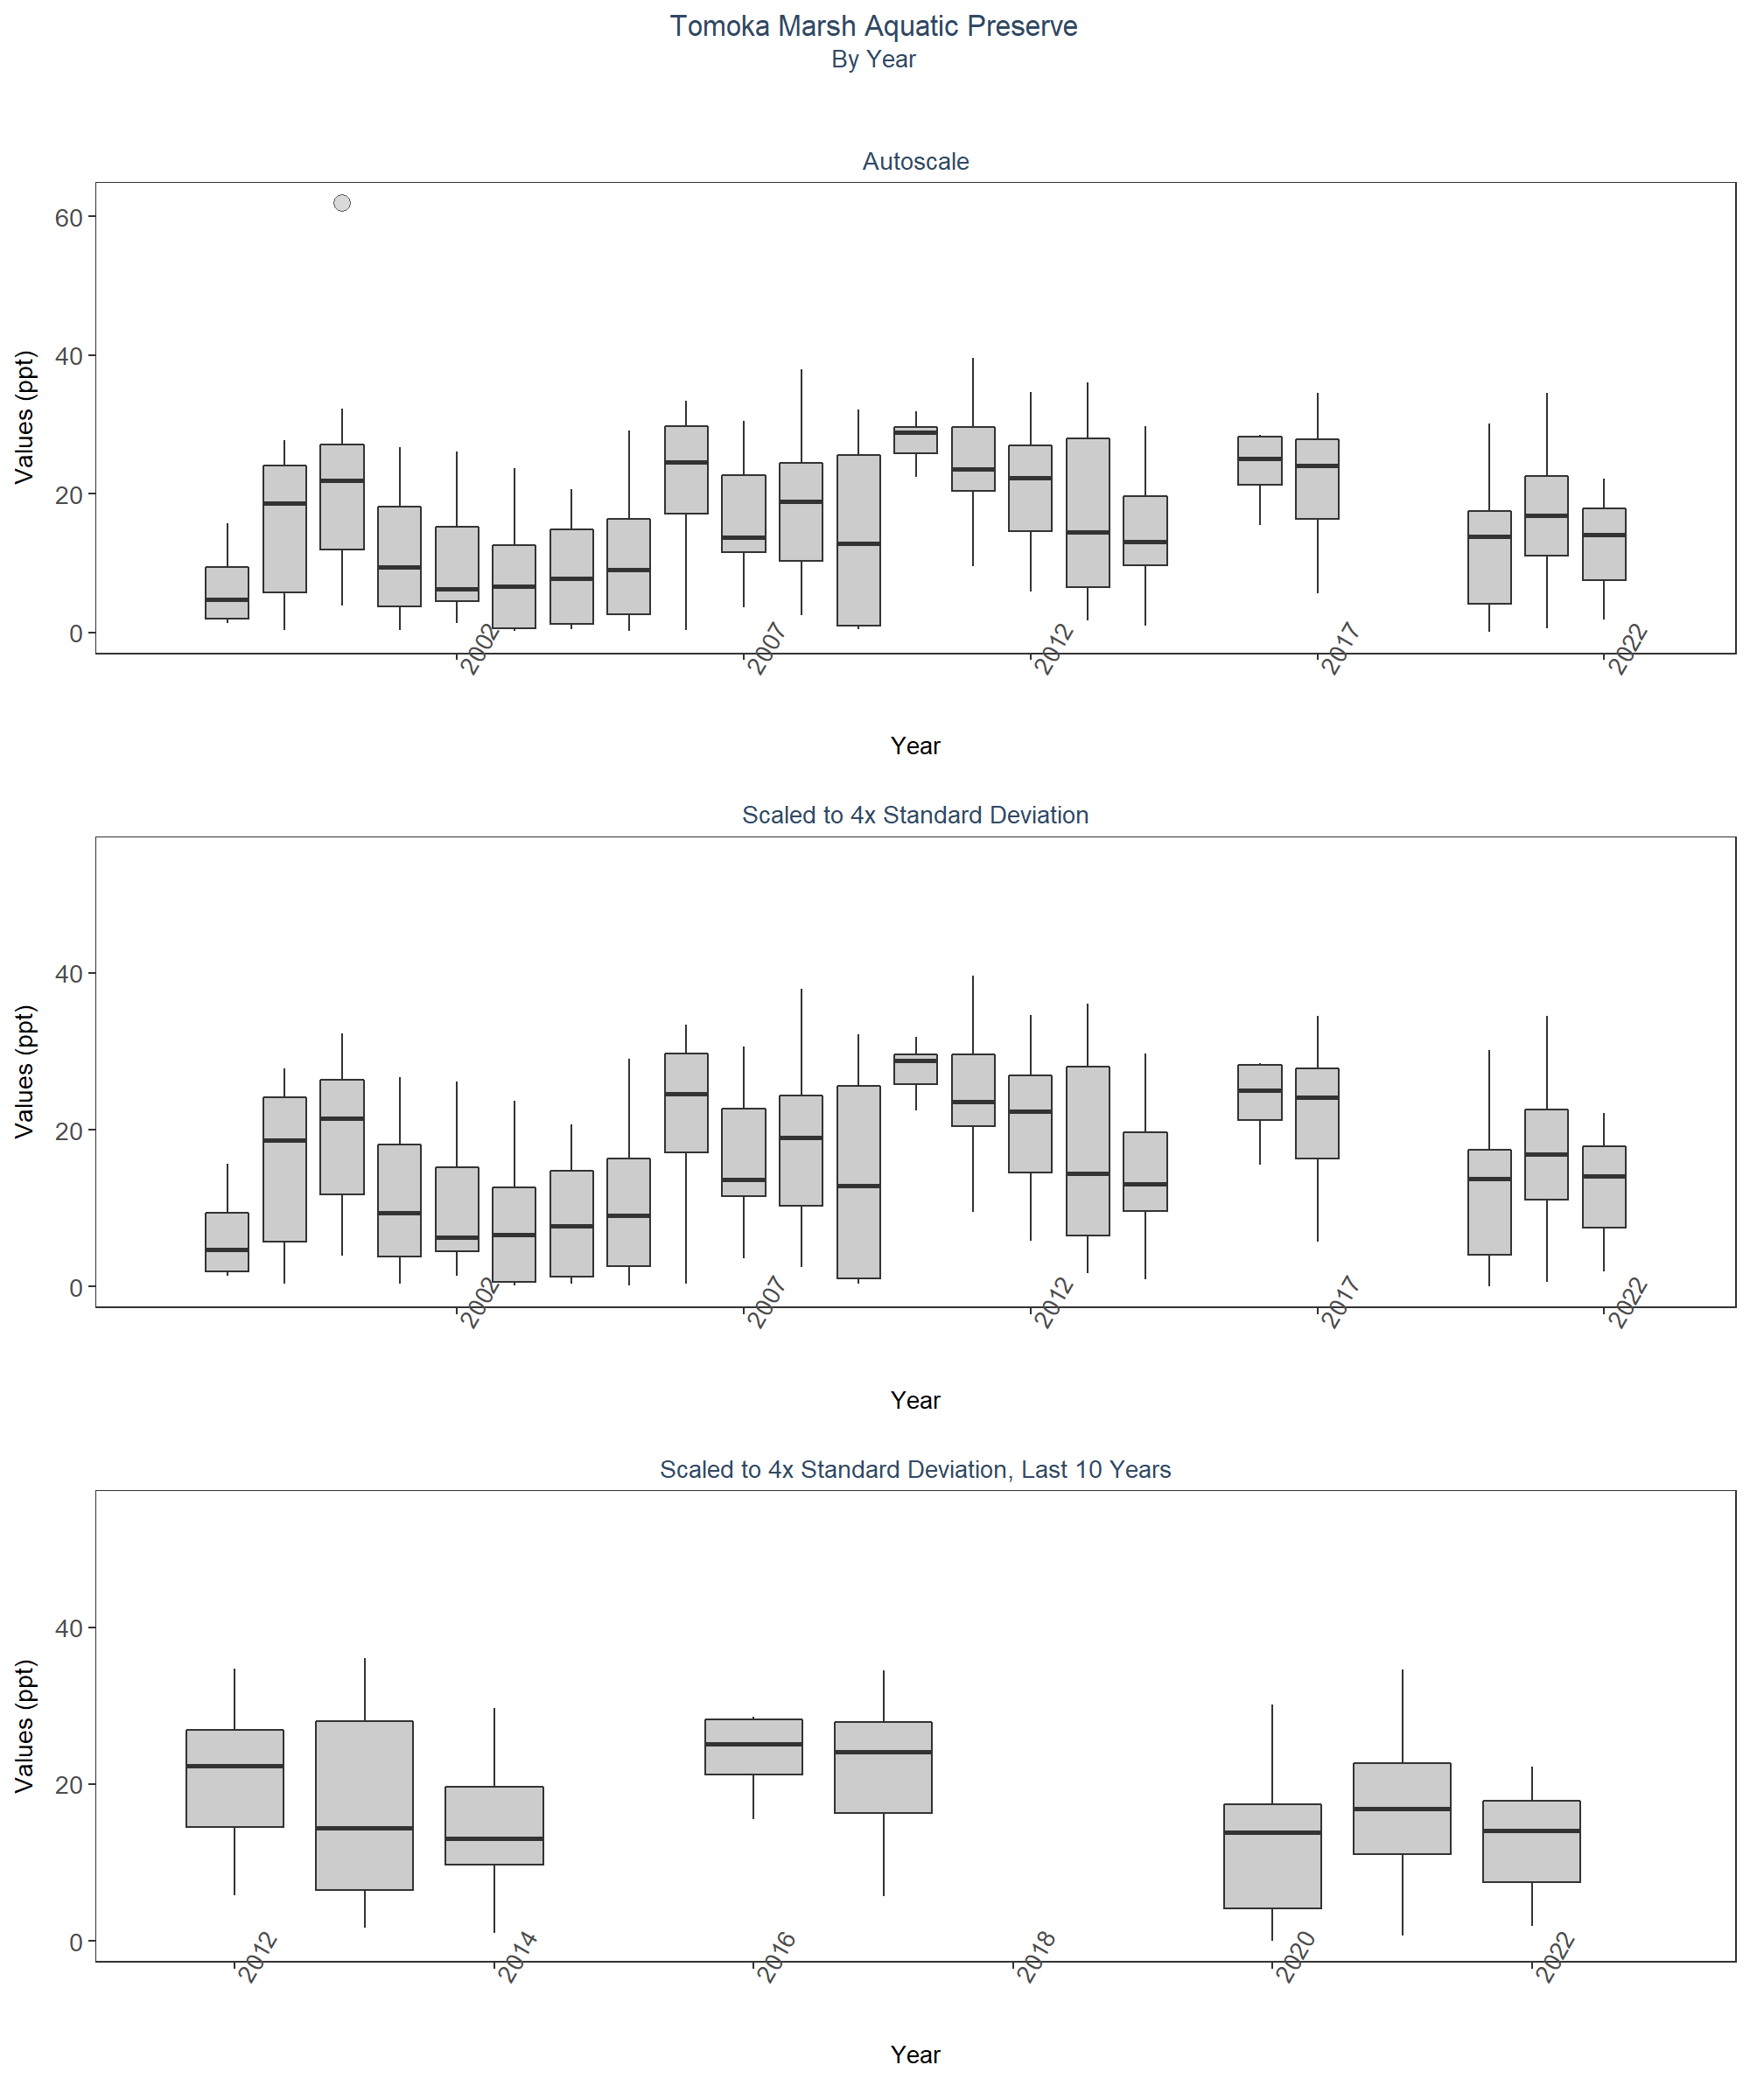 Tomoka Marsh Aquatic Preserve
By Year
Autoscale
Values (ppt)
60
40
20
0
2002 2007 2012 2017 2022
Year
Scaled to 4x Standard Deviation
Values (ppt)
40
20
0
2002 2007 2012 2017 2022
Year
Scaled to 4x Standard Deviation, Last 10 Years
Values (ppt)
40
20
0
2012 2014 2016 2018 2020 2022
Year